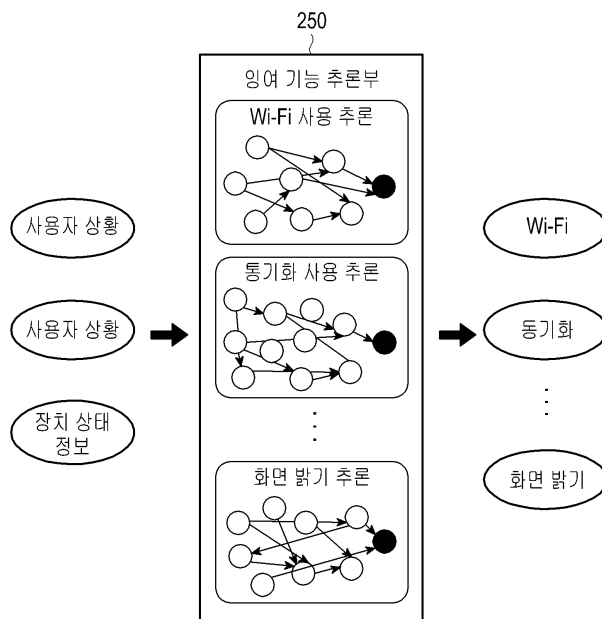 250
잉여 기능 추론부
Wi-Fi 사용 추론
사용자 상황
Wi-Fi
통기화 사용 추론
사용자 상황
동기화
장치 상태
정보
화면 밝기 추론
화면 밝기